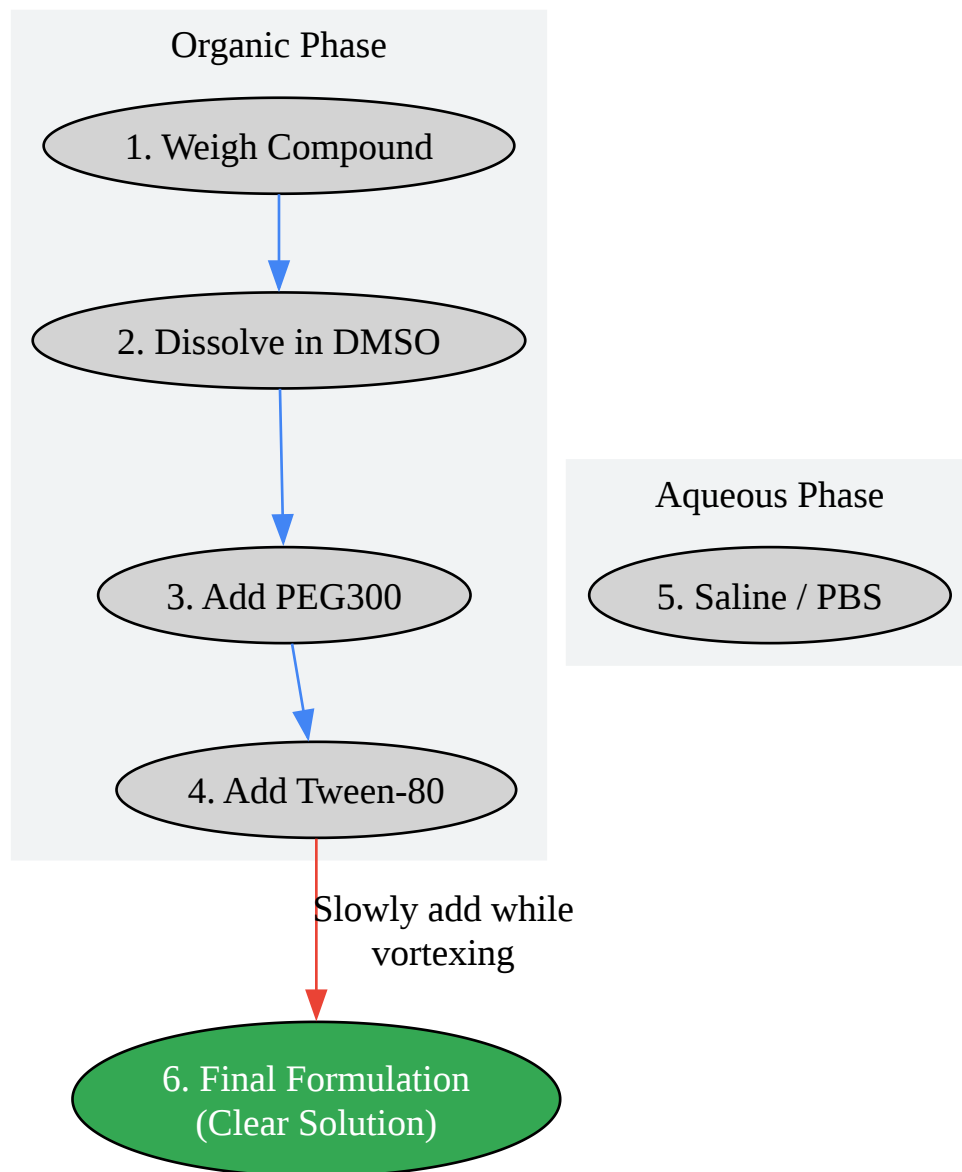 Organic Phase
1. Weigh Compound
2. Dissolve in DMSO
Aqueous Phase
3. Add PEG300
5. Saline / PBS
4. Add Tween-80
Slowly add while
vortexing
6. Final Formulation
(Clear Solution)